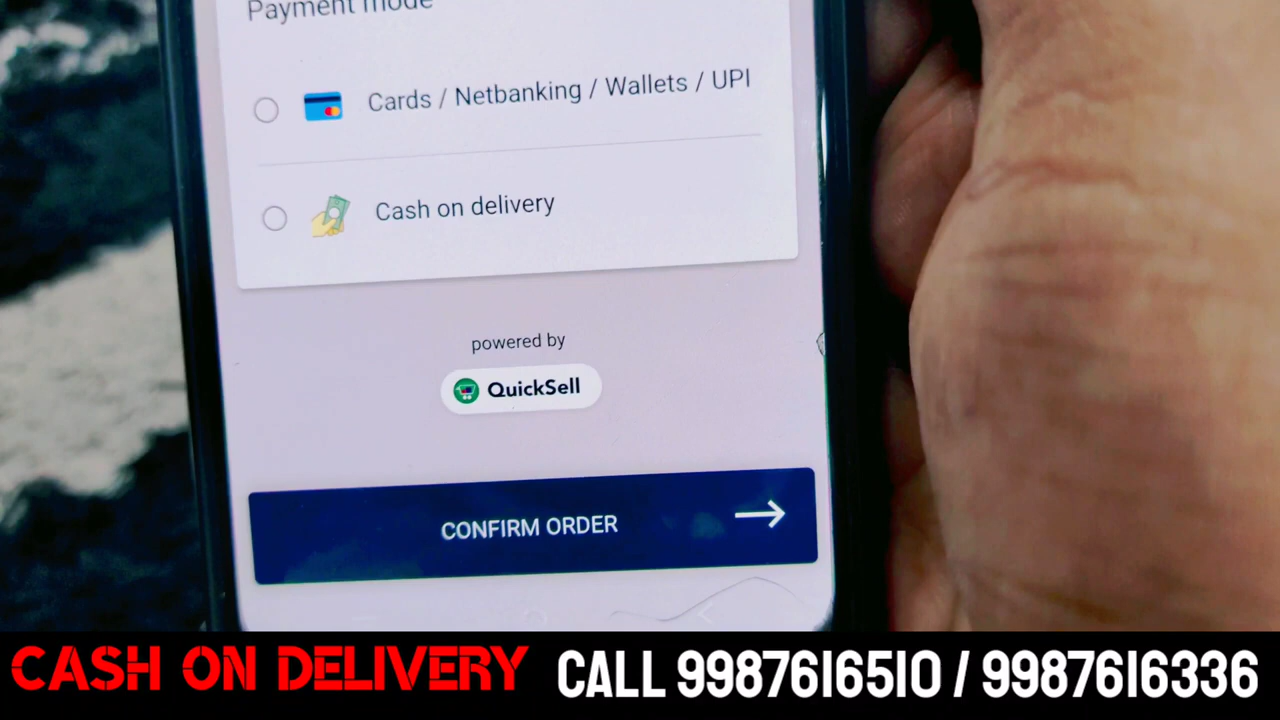 Payment mode
Cards / Netbanking / Wallets / UPI
Cash on delivery
powered by
QuickSell
CONFIRM ORDER
CASH ON DELIVERY CALL 9987616510 / 9987616336